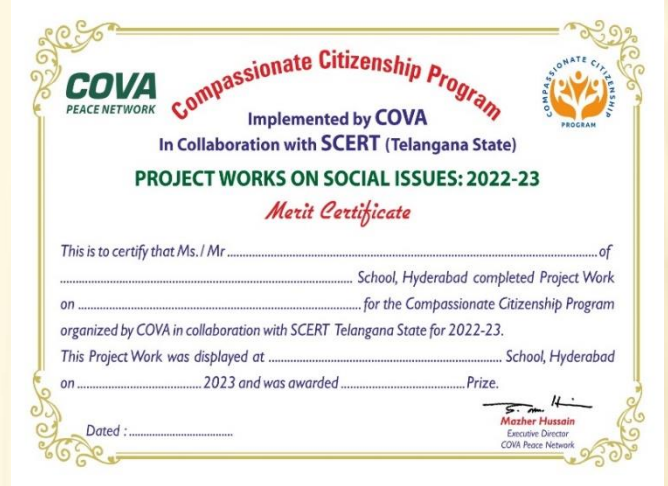 COVA
PEACE NETWORK
Compassionate Citizenship Program
COMPASSIONATE CITIZENSHIP
PROGRAM
Implemented by COVA
In Collaboration with SCERT (Telangana State)
PROJECT WORKS ON SOCIAL ISSUES: 2022-23
Merit Certificate
This is to certify that Ms. / Mr ........................................ of
........................................ School, Hyderabad completed Project Work
on ........................................ for the Compassionate Citizenship Program
organized by COVA in collaboration with SCERT Telangana State for 2022-23.
This Project Work was displayed at ........................................ School, Hyderabad
on ........................ 2023 and was awarded ........................ Prize.
Mazher Hussain
Executive Director
COVA Peace Network
Dated : ........................